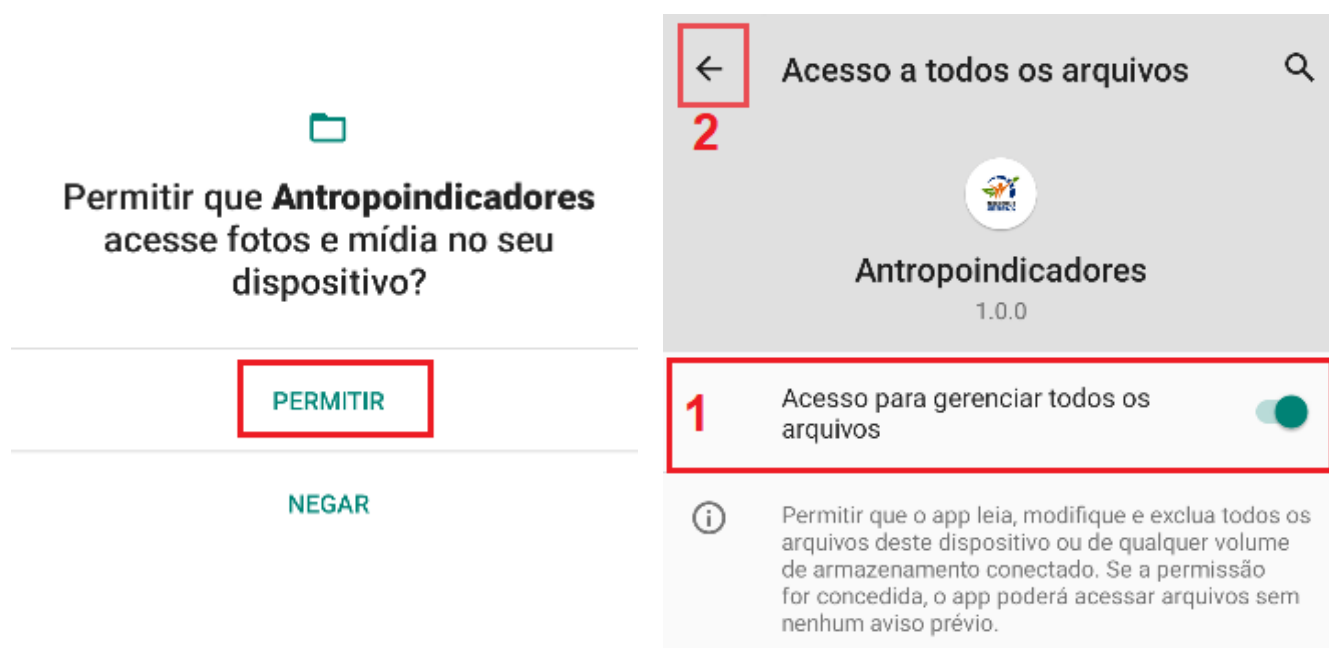 Permitir que Antropoindicadores
acesse fotos e mídia no seu
dispositivo?
PERMITIR
NEGAR
Acesso a todos os arquivos
2
Antropoindicadores
1.0.0
1
Acesso para gerenciar todos os
arquivos
Permitir que o app leia, modifique e exclua todos os
arquivos deste dispositivo ou de qualquer volume
de armazenamento conectado. Se a permissão
for concedida, o app poderá acessar arquivos sem
nenhum aviso prévio.